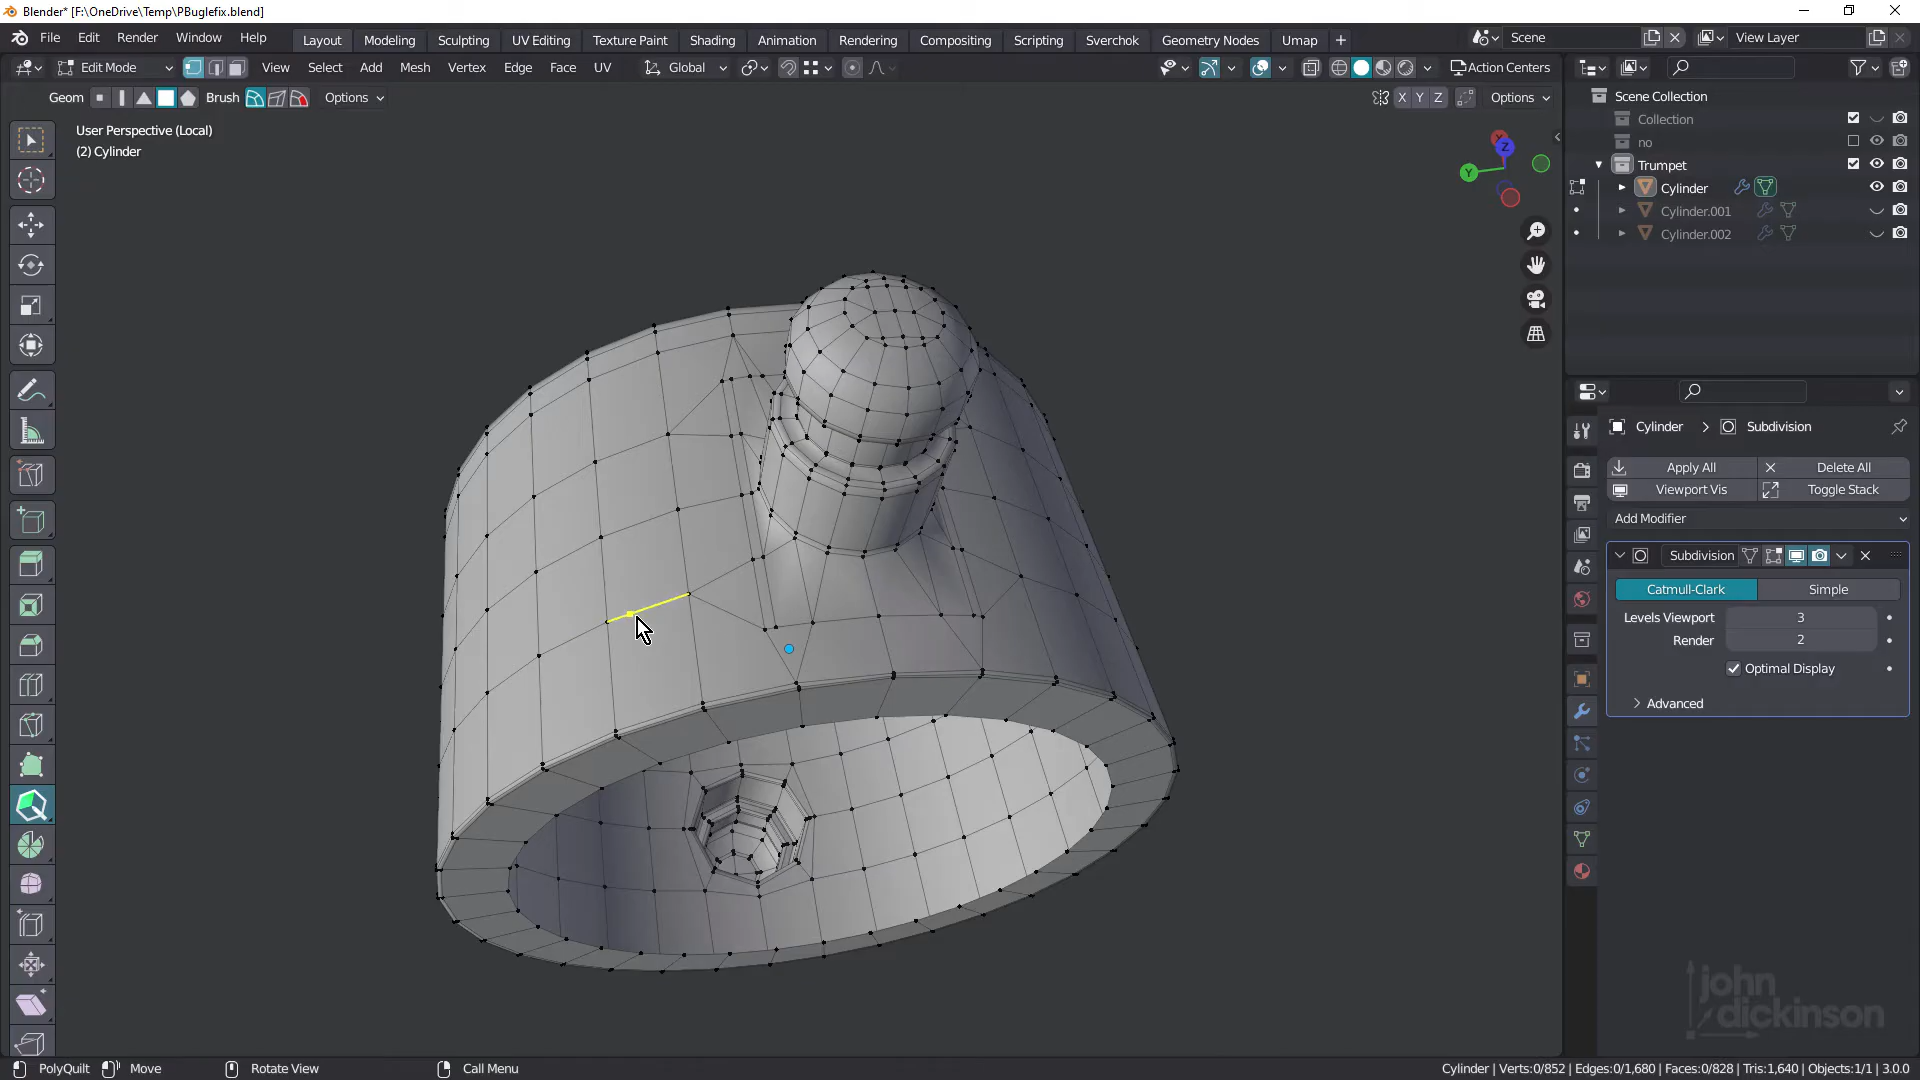 Blender* [F:\OneDrive\Temp\PBuglefix.blend]
File Edit Render Window Help Layout Modeling Sculpting UV Editing Texture Paint Shading Animation Rendering Compositing Scripting Sverchok Geometry Nodes Umap + Scene View Layer
Edit Mode View Select Add Mesh Vertex Edge Face UV Global Action Centers
Geom Brush Options X Y Z Options
User Perspective (Local)
(2) Cylinder
Z
Y
Scene Collection
Collection
no
Trumpet
Cylinder
Cylinder.001
Cylinder.002
Cylinder > Subdivision
Apply All Delete All
Viewport Vis Toggle Stack
Add Modifier
Subdivision
Catmull-Clark Simple
Levels Viewport 3
Render 2
Optimal Display
Advanced
john
dickinson
PolyQuilt Move Rotate View Call Menu Cylinder | Verts:0/852 | Edges:0/1,680 | Faces:0/828 | Tris:1,640 | Objects:1/1 | 3.0.0